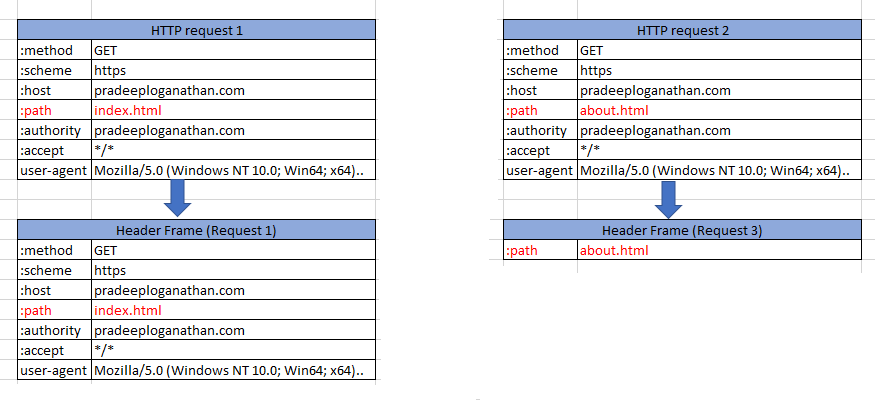 HTTP request 1
:method GET
:scheme https
:host pradeeploganathan.com
:path index.html
:authority pradeeploganathan.com
:accept */*
user-agent Mozilla/5.0 (Windows NT 10.0; Win64; x64)..
Header Frame (Request 1)
:method GET
:scheme https
:host pradeeploganathan.com
:path index.html
:authority pradeeploganathan.com
:accept */*
user-agent Mozilla/5.0 (Windows NT 10.0; Win64; x64)..
HTTP request 2
:method GET
:scheme https
:host pradeeploganathan.com
:path about.html
:authority pradeeploganathan.com
:accept */*
user-agent Mozilla/5.0 (Windows NT 10.0; Win64; x64)..
Header Frame (Request 3)
:path about.html